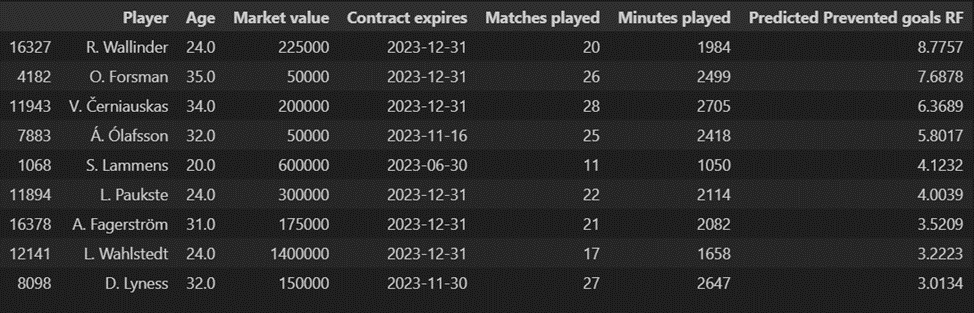 Player Age Market value Contract expires Matches played Minutes played Predicted Prevented goals RF
16327 R. Wallinder 24.0 225000 2023-12-31 20 1984 8.7757
4182 O. Forsman 35.0 50000 2023-12-31 26 2499 7.6878
11943 V. Černiauskas 34.0 200000 2023-12-31 28 2705 6.3689
7883 Á. Ólafsson 32.0 50000 2023-11-16 25 2418 5.8017
1068 S. Lammens 20.0 600000 2023-06-30 11 1050 4.1232
11894 L. Paukste 24.0 300000 2023-12-31 22 2114 4.0039
16378 A. Fagerström 31.0 175000 2023-12-31 21 2082 3.5209
12141 L. Wahlstedt 24.0 1400000 2023-12-31 17 1658 3.2223
8098 D. Lyness 32.0 150000 2023-11-30 27 2647 3.0134